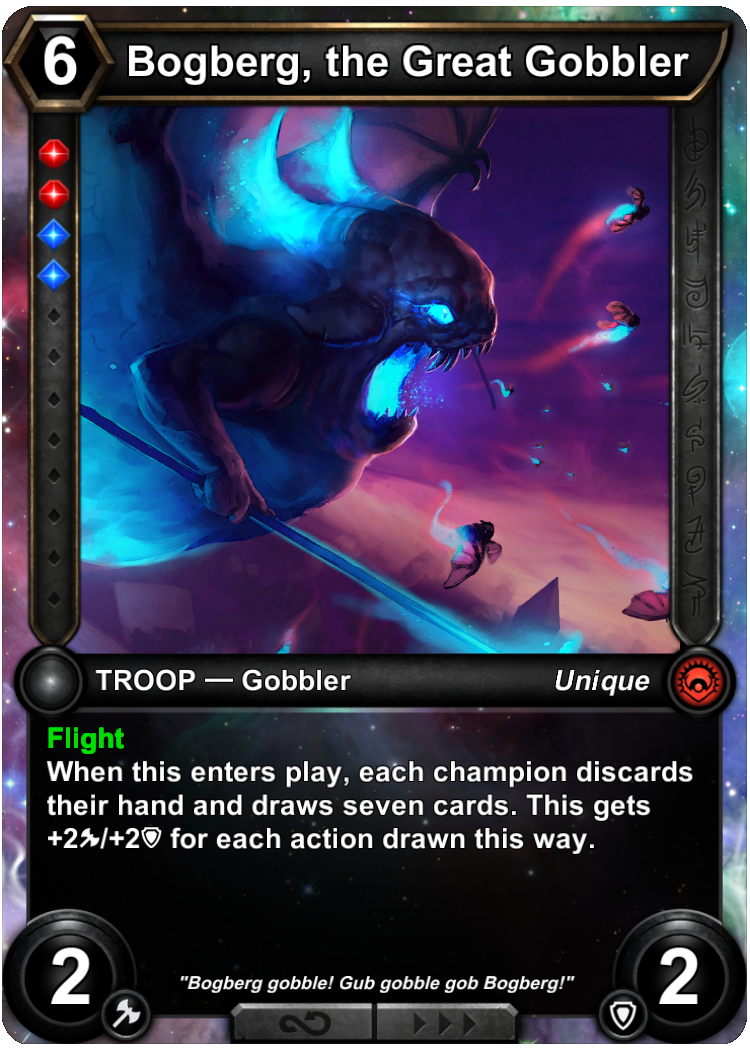 6 Bogberg, the Great Gobbler
TROOP — Gobbler Unique
Flight
When this enters play, each champion discards
their hand and draws seven cards. This gets
+2/+2 for each action drawn this way.
"Bogberg gobble! Gub gobble gob Bogberg!"
2 2